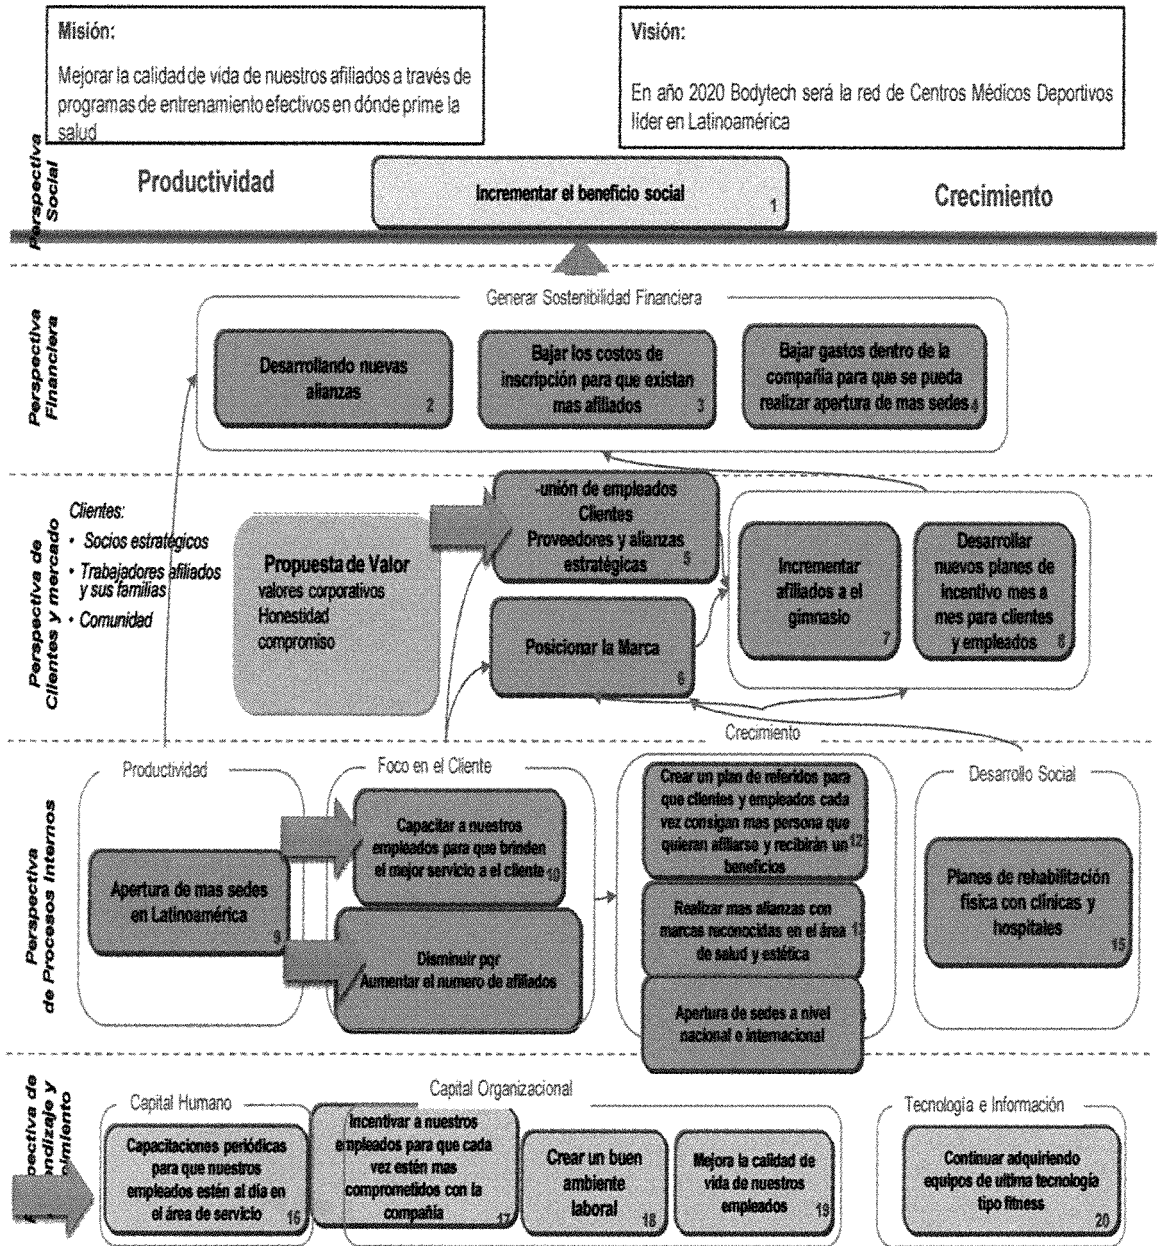 Misión:
Mejorar la calidad de vida de nuestros afiliados a través de
programas de entrenamiento efectivos en dónde prime la
salud
Visión:
En año 2020 Bodytech será la red de Centros Médicos Deportivos
líder en Latinoamérica
Perspectiva
Social
Productividad
Incrementar el beneficio social
1
Crecimiento
Perspectiva
Financiera
Generar Sostenibilidad Financiera
Desarrollando nuevas
alianzas
2
Bajar los costos de
inscripción para que existan
mas afiliados 3
Bajar gastos dentro de la
compañía para que se pueda
realizar apertura de mas sedes 4
Perspectiva de
Clientes y mercado
Clientes:
• Socios estratégicos
• Trabajadores afiliados
y sus familias
• Comunidad
Propuesta de Valor
valores corporativos
Honestidad
compromiso
-unión de empleados
Clientes
Proveedores y alianzas
estratégicas 5
Posicionar la Marca
6
Incrementar
afiliados a el
gimnasio 7
Desarrollar
nuevos planes de
incentivo mes a
mes para clientes
y empleados 8
Perspectiva
de Procesos Internos
Productividad
Apertura de mas sedes
en Latinoamérica
9
Foco en el Cliente
Capacitar a nuestros
empleados para que brinden
el mejor servicio a el cliente 10
Disminuir pqr
Aumentar el numero de afiliados
Crecimiento
Crear un plan de referidos para
que clientes y empleados cada
vez consigan mas persona que
quieran afiliarse y recibirán un 12
beneficios
Realizar mas alianzas con
marcas reconocidas en el área
de salud y estética
Apertura de sedes a nivel
nacional e internacional
Desarrollo Social
Planes de rehabilitación
física con clínicas y
hospitales
15
Capital Humano
Capacitaciones periódicas
para que nuestros
empleados estén al día en
el área de servicio 16
Capital Organizacional
Incentivar a nuestros
empleados para que cada
vez estén mas
comprometidos con la
compañía 17
Crear un buen
ambiente
laboral 18
Mejora la calidad de
vida de nuestros
empleados 19
Tecnología e Información
Continuar adquiriendo
equipos de ultima tecnología
tipo fitness
20